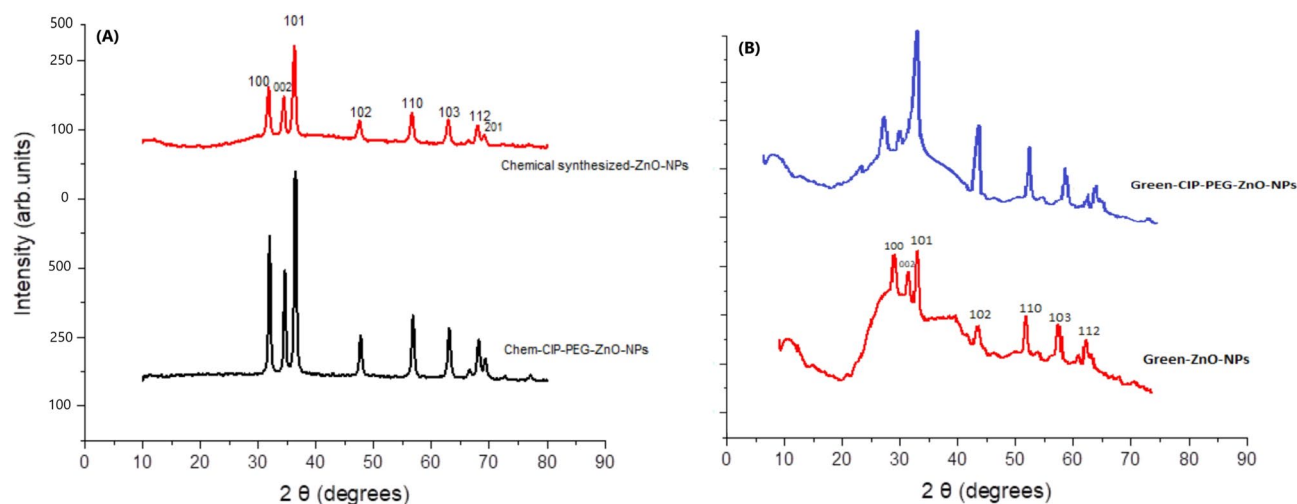 (A)
500
250
100
0
500
250
100
Intensity (arb.units)
101
100
002
102
110
103
112
201
Chemical synthesized-ZnO-NPs
Chem-CIP-PEG-ZnO-NPs
0 10 20 30 40 50 60 70 80 90
2 θ (degrees)
(B)
Green-CIP-PEG-ZnO-NPs
100
002
101
102
110
103
112
Green-ZnO-NPs
0 10 20 30 40 50 60 70 80 90
2 θ (degrees)